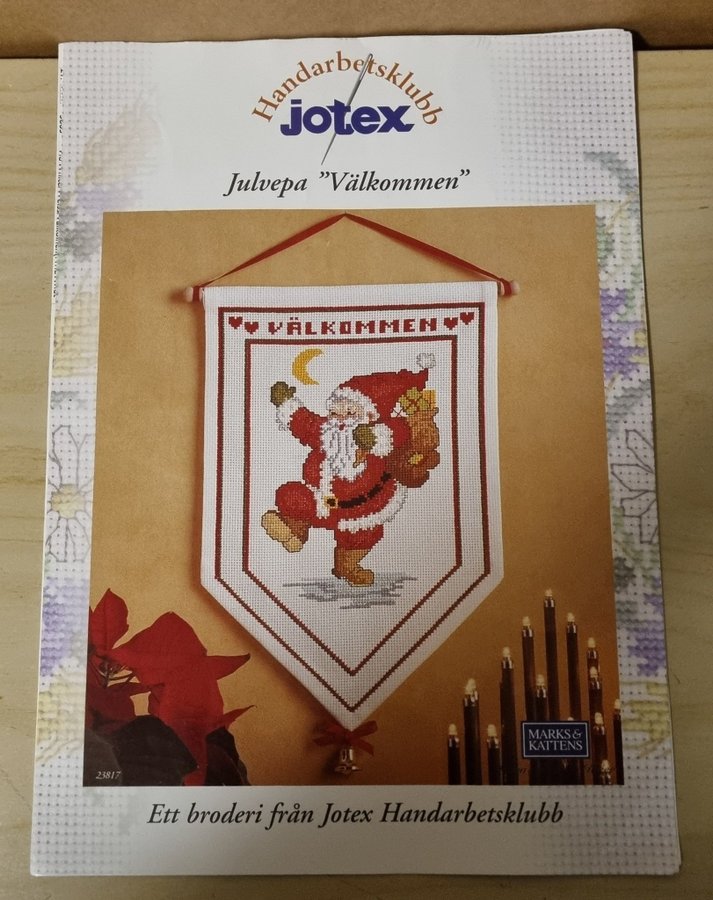 Handarbetsklubb
jotex
Julvepa ”Välkommen”
VÄLKOMMEN
MARKS &
KATTENS
23817
Ett broderi från Jotex Handarbetsklubb